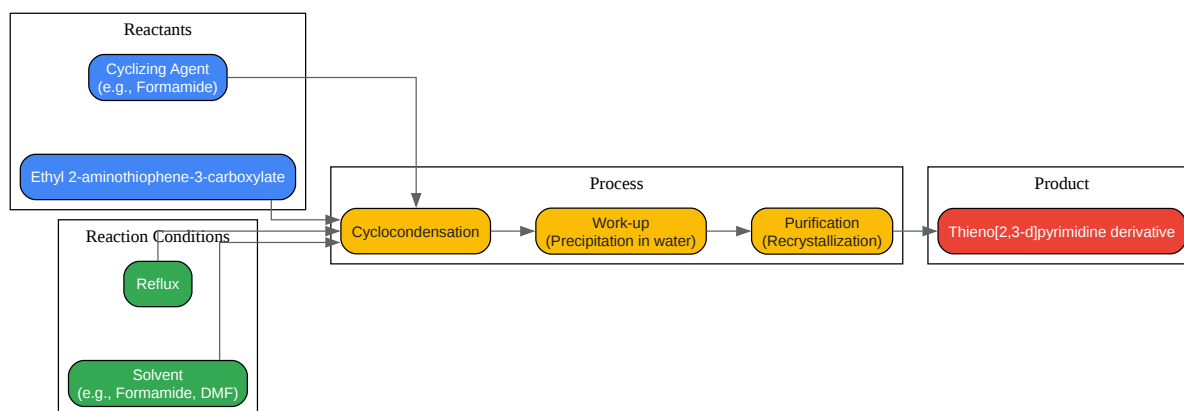 Reactants
Cyclizing Agent
(e.g., Formamide)
Ethyl 2-aminothiophene-3-carboxylate
Reaction Conditions
Reflux
Solvent
(e.g., Formamide, DMF)
Process
Cyclocondensation
Work-up
(Precipitation in water)
Purification
(Recrystallization)
Product
Thieno[2,3-d]pyrimidine derivative